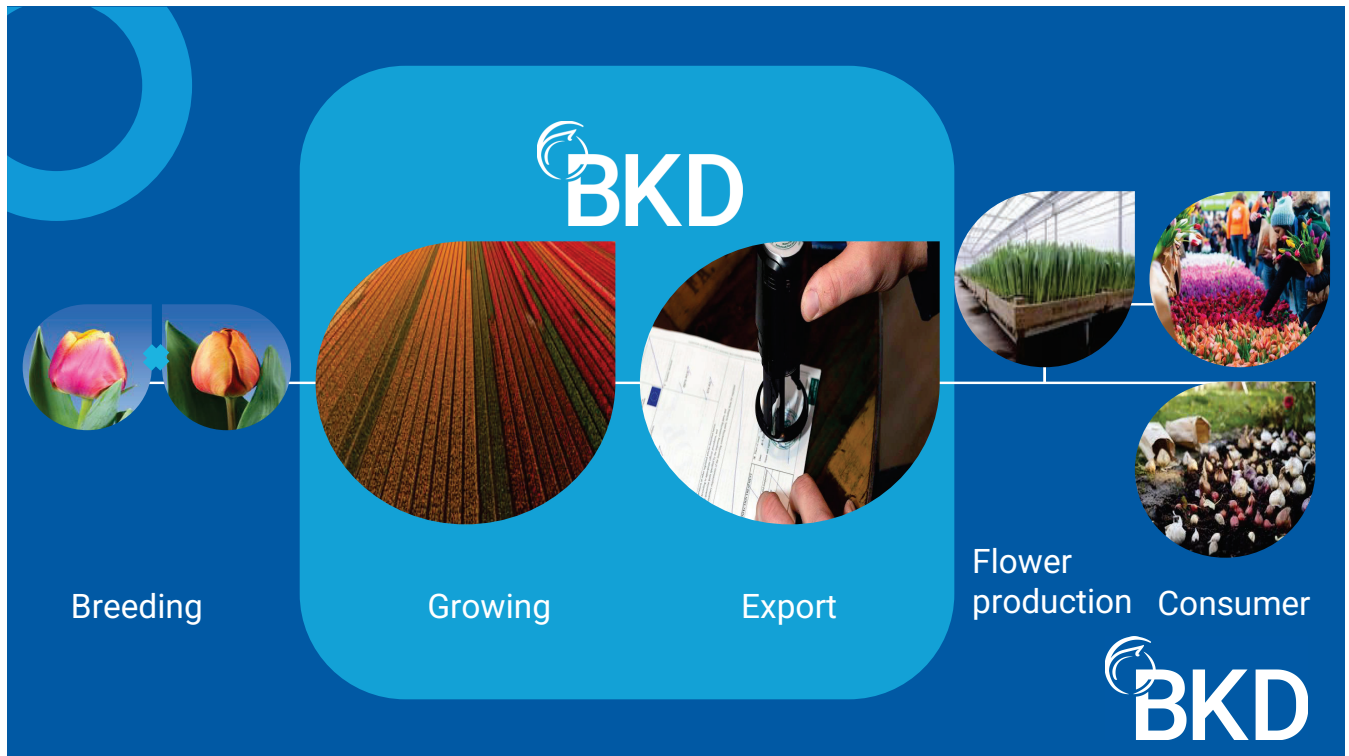 BKD
Breeding
Growing
Export
Flower
production
Consumer
BKD